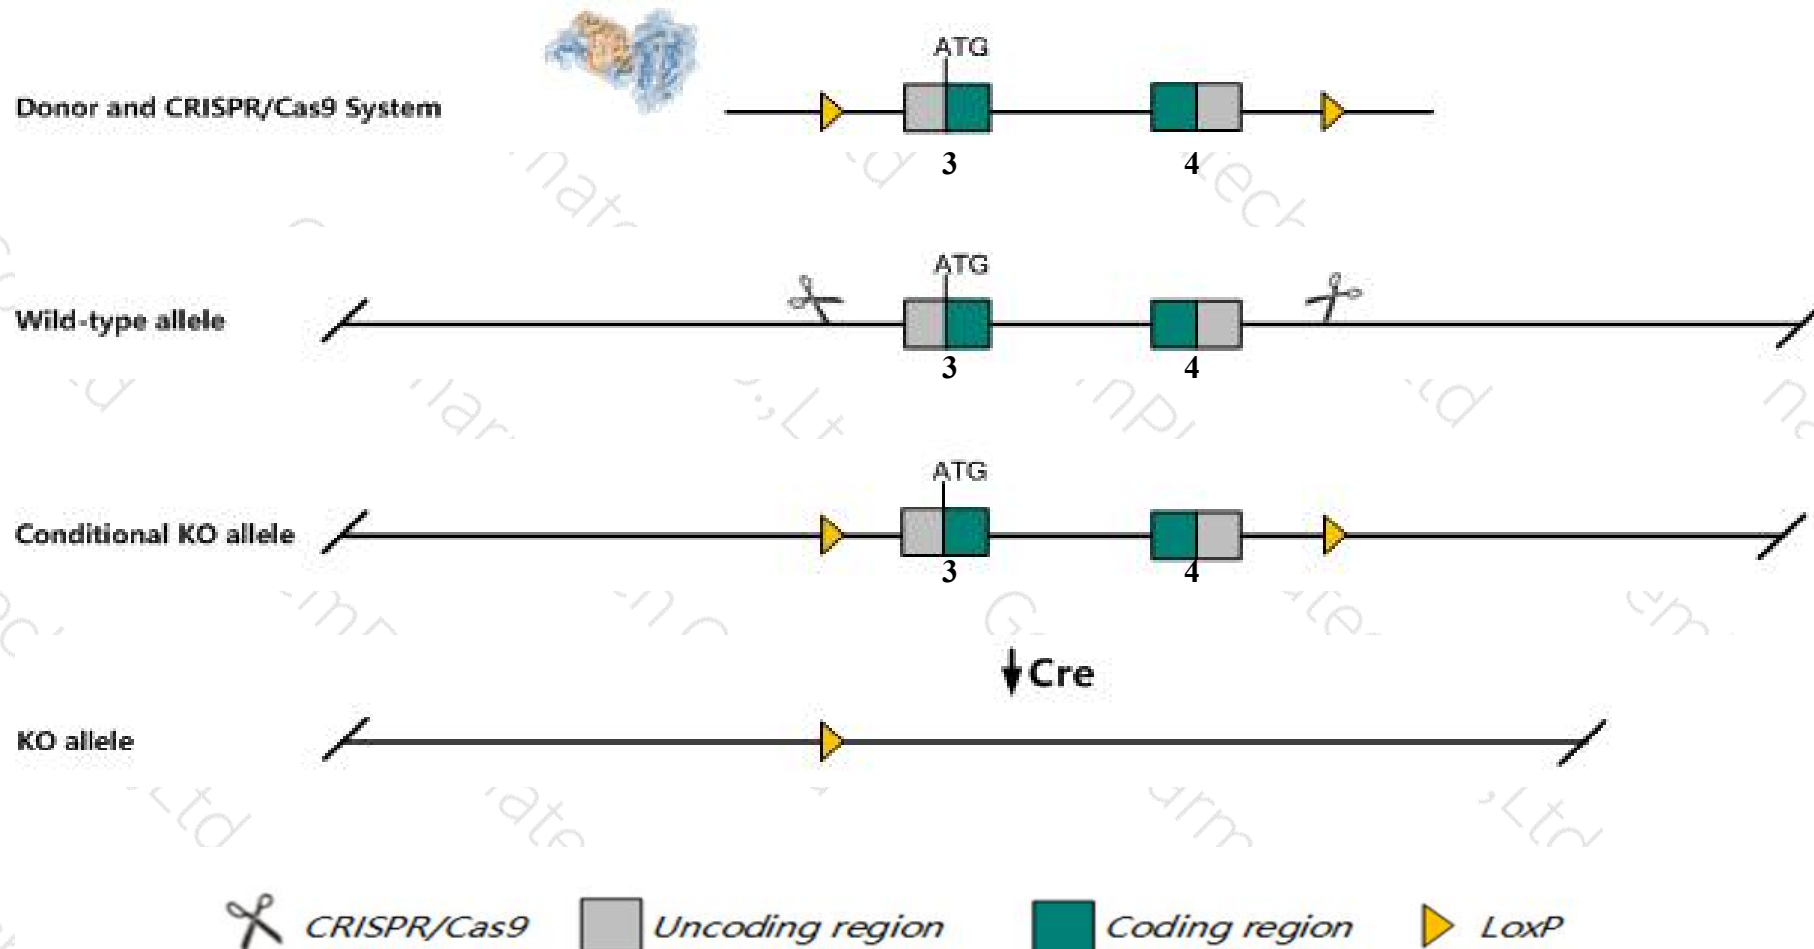 ATG
Donor and CRISPR/Cas9 System
3 4
ATG
Wild-type allele
3 4
ATG
Conditional KO allele
3 4
Cre
KO allele
CRISPR/Cas9 Uncoding region Coding region LoxP